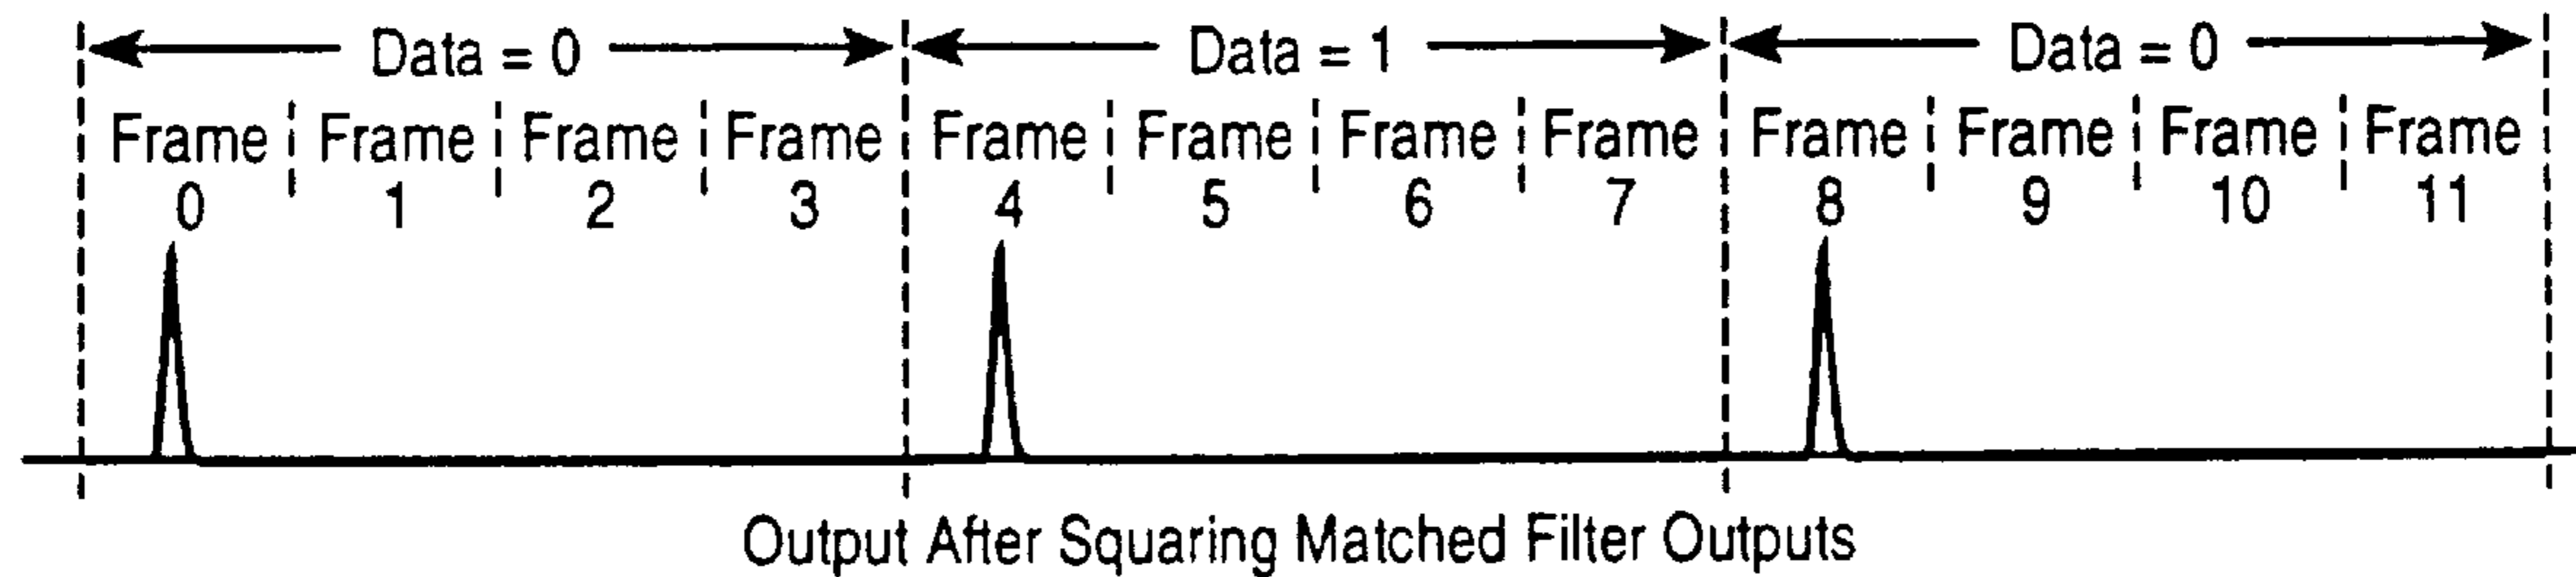 Data = 0 Data = 1 Data = 0
Frame Frame Frame Frame Frame Frame Frame Frame Frame Frame Frame Frame
0 1 2 3 4 5 6 7 8 9 10 11
Output After Squaring Matched Filter Outputs